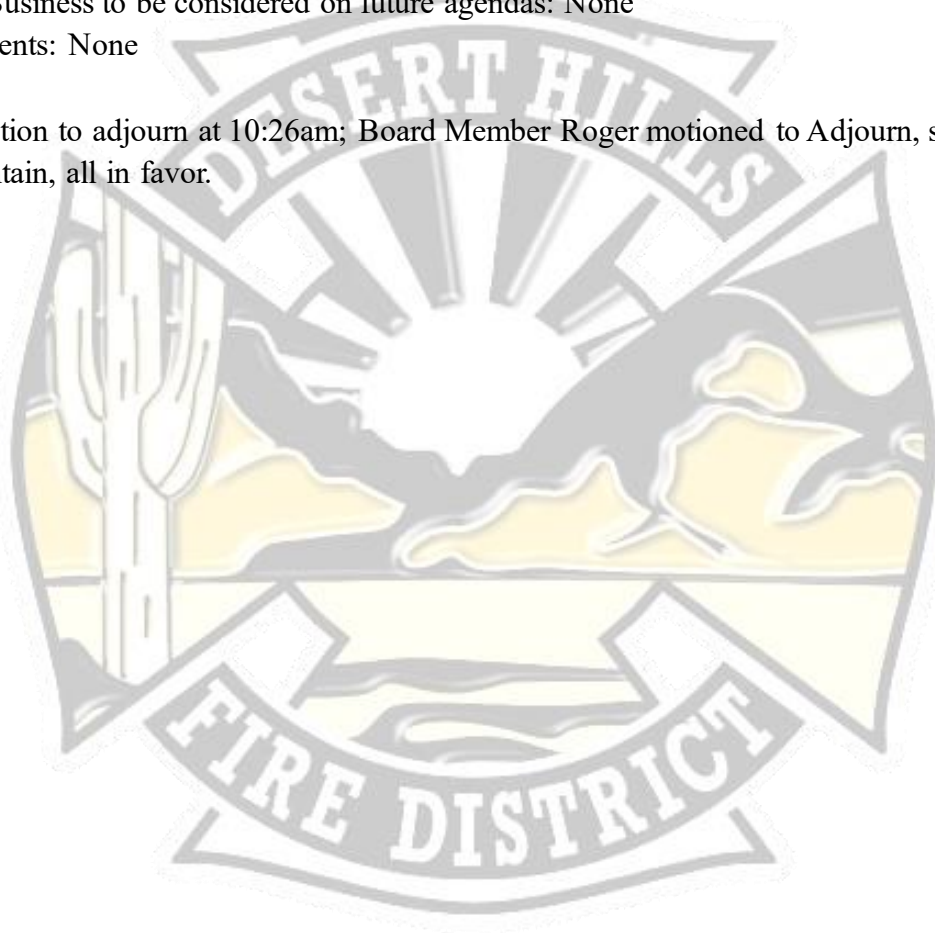 Business to be considered on future agendas: None
ents: None
tion to adjourn at 10:26am; Board Member Roger motioned to Adjourn, s
tain, all in favor.
DESERT HILLS
FIRE DISTRICT